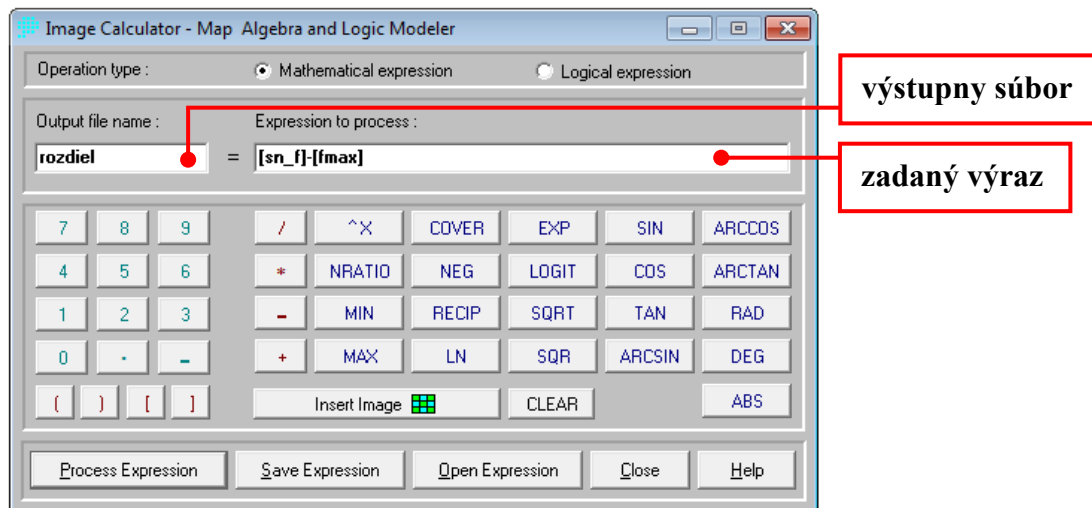 Image Calculator - Map Algebra and Logic Modeler
Operation type : Mathematical expression Logical expression
výstupny súbor
Output file name : Expression to process :
rozdiel = [sn_f]-[fmax]
zadaný výraz
7 8 9 / ^X COVER EXP SIN ARCCOS
4 5 6 * NRATIO NEG LOGIT COS ARCTAN
1 2 3 - MIN RECIP SQRT TAN RAD
0 . - + MAX LN SQR ARCSIN DEG
( ) [ ] Insert Image CLEAR ABS
Process Expression Save Expression Open Expression Close Help